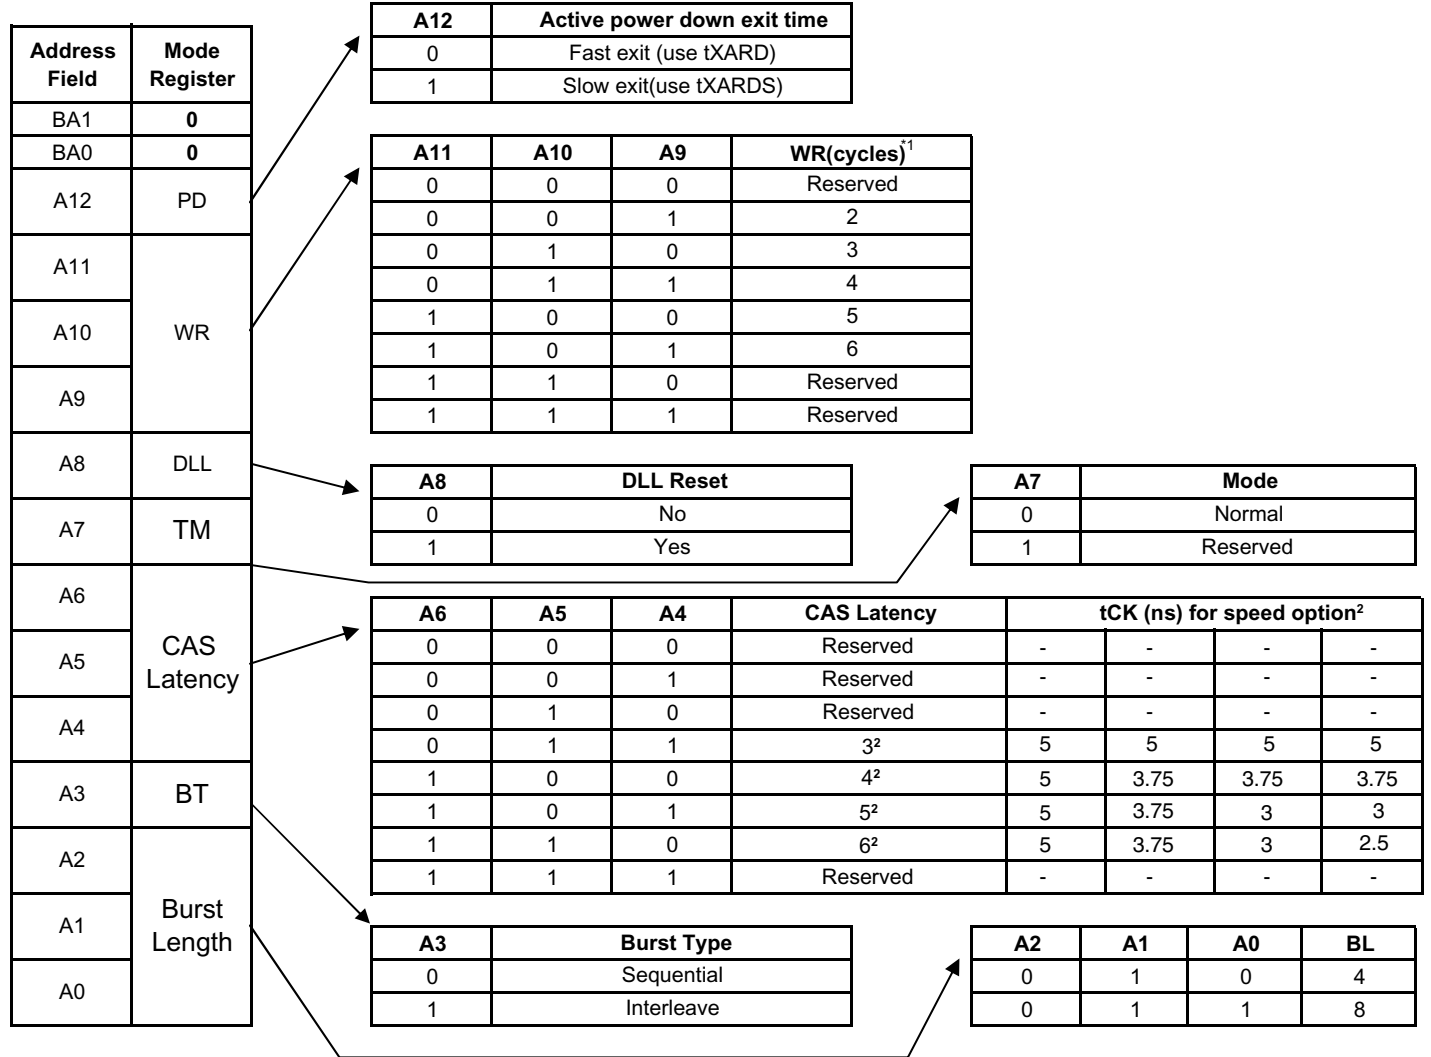 Address Field | Mode Register
BA1 | 0
BA0 | 0
A12 | PD
A11
A10 | WR
A9
A8 | DLL
A7 | TM
A6
A5 | CAS Latency
A4
A3 | BT
A2
A1 | Burst Length
A0
A12 | Active power down exit time
0 | Fast exit (use tXARD)
1 | Slow exit(use tXARDS)
A11 | A10 | A9 | WR(cycles)*1
0 | 0 | 0 | Reserved
0 | 0 | 1 | 2
0 | 1 | 0 | 3
0 | 1 | 1 | 4
1 | 0 | 0 | 5
1 | 0 | 1 | 6
1 | 1 | 0 | Reserved
1 | 1 | 1 | Reserved
A8 | DLL Reset
0 | No
1 | Yes
A7 | Mode
0 | Normal
1 | Reserved
A6 | A5 | A4 | CAS Latency | tCK (ns) for speed option²
0 | 0 | 0 | Reserved | - | - | - | -
0 | 0 | 1 | Reserved | - | - | - | -
0 | 1 | 0 | Reserved | - | - | - | -
0 | 1 | 1 | 3² | 5 | 5 | 5 | 5
1 | 0 | 0 | 4² | 5 | 3.75 | 3.75 | 3.75
1 | 0 | 1 | 5² | 5 | 3.75 | 3 | 3
1 | 1 | 0 | 6² | 5 | 3.75 | 3 | 2.5
1 | 1 | 1 | Reserved | - | - | - | -
A3 | Burst Type
0 | Sequential
1 | Interleave
A2 | A1 | A0 | BL
0 | 1 | 0 | 4
0 | 1 | 1 | 8